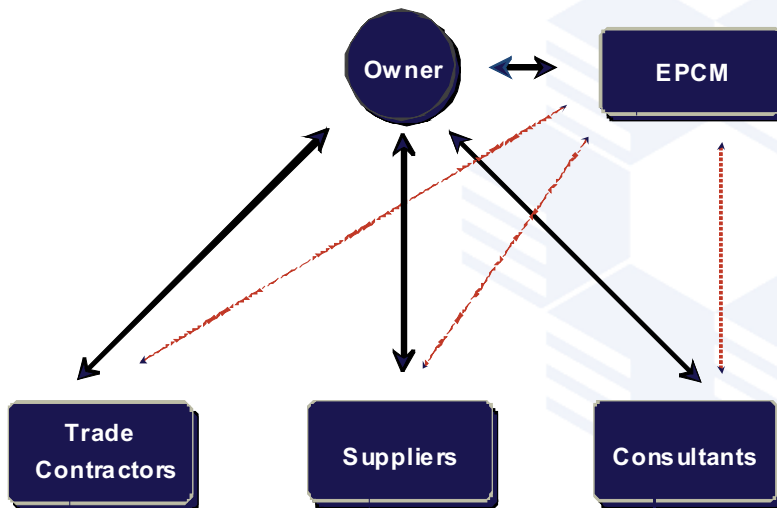 Owner
EPCM
Trade
Contractors
Suppliers
Consultants